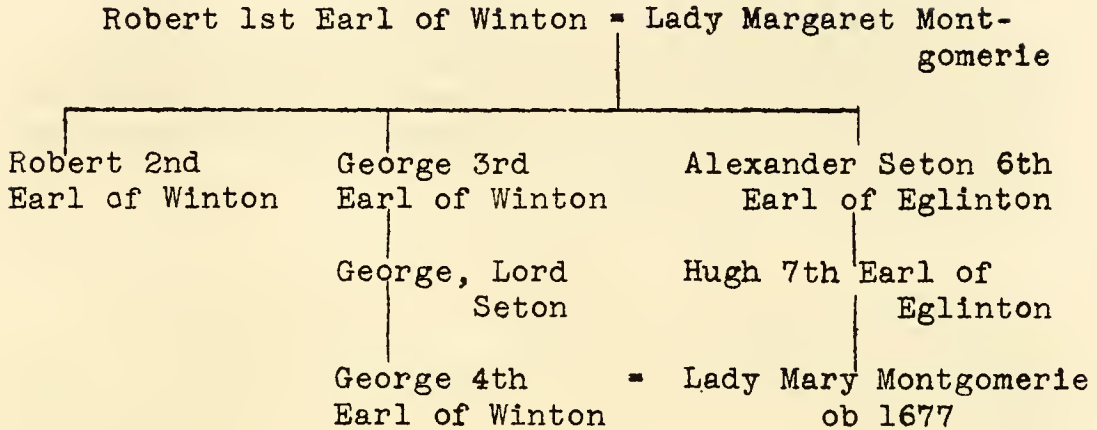 Robert 1st Earl of Winton = Lady Margaret Mont-
gomerie
Robert 2nd
Earl of Winton
George 3rd
Earl of Winton
Alexander Seton 6th
Earl of Eglinton
George, Lord
Seton
Hugh 7th Earl of
Eglinton
George 4th
Earl of Winton
=
Lady Mary Montgomerie
ob 1677